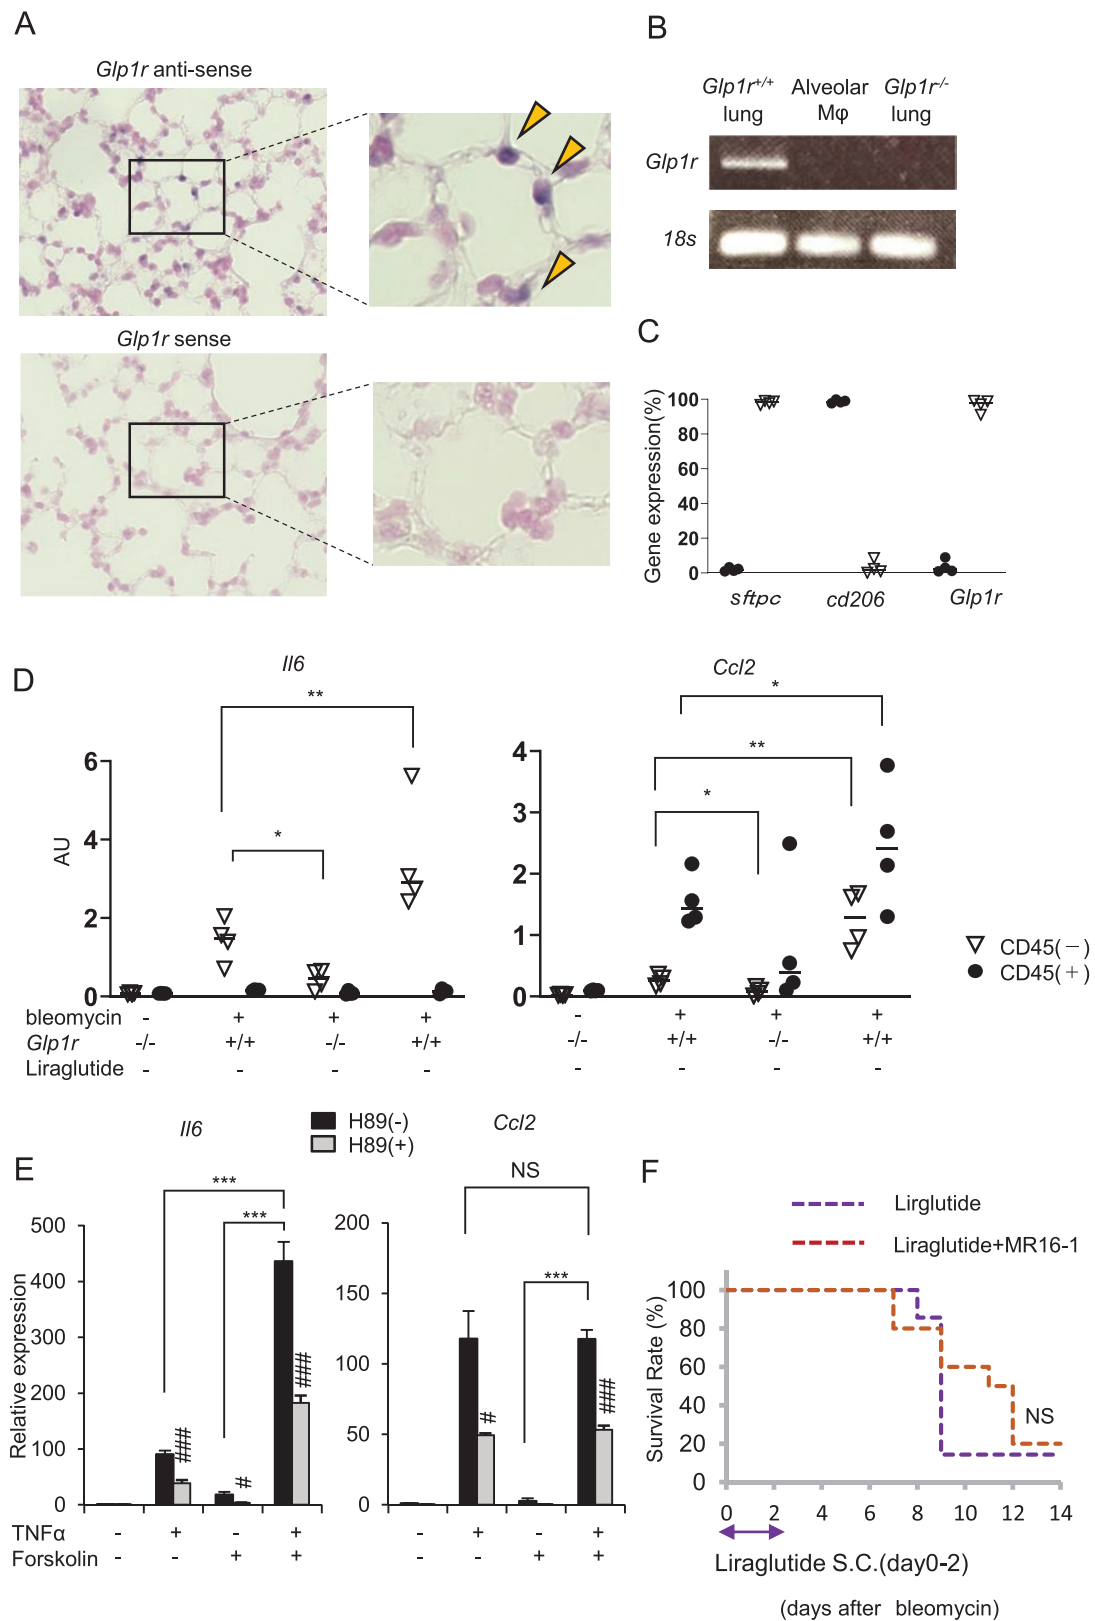 A
Glp1r anti-sense
Glp1r sense
B
Glp1r+/+ Alveolar Glp1r-/-
lung Mφ lung
Glp1r
18s
C
Gene expression(%)
100
80
60
40
20
0
sftpc cd206 Glp1r
D
Il6
**
*
AU
6
4
2
0
Ccl2
*
**
*
4
3
2
1
0
CD45(−)
CD45(+)
bleomycin - + + + - + + +
Glp1r -/- +/+ -/- +/+ -/- +/+ -/- +/+
Liraglutide - - - - - - - -
E
Il6
H89(-)
H89(+)
Ccl2
***
***
NS
***
Relative expression
500
400
300
200
100
0
### # ###
200
150
100
50
0
# ###
TNFα - + - + - + - +
Forskolin - - + + - - + +
F
Lirglutide
Liraglutide+MR16-1
Survival Rate (%)
100
80
60
40
20
0
NS
0 2 4 6 8 10 12 14
Liraglutide S.C.(day0-2)
(days after bleomycin)